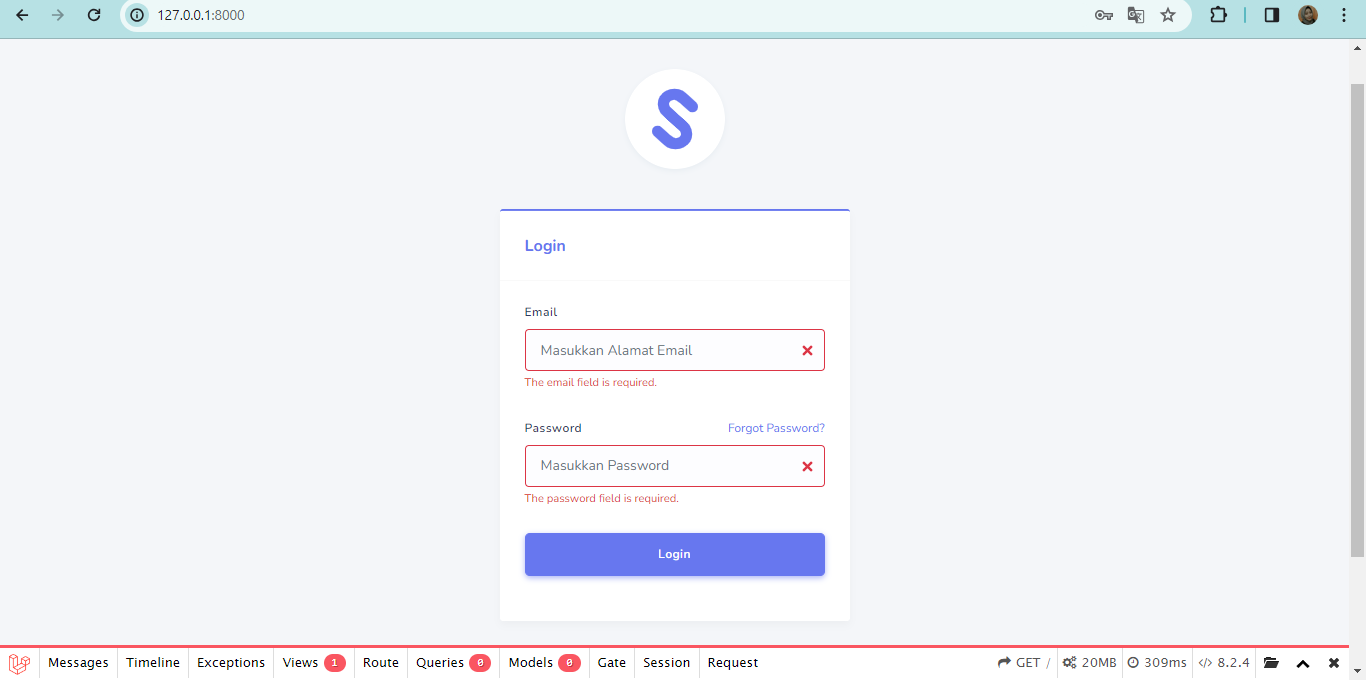 127.0.0.1:8000
S
Login
Email
Masukkan Alamat Email
The email field is required.
Password Forgot Password?
Masukkan Password
The password field is required.
Login
Messages Timeline Exceptions Views 1 Route Queries 0 Models 0 Gate Session Request GET / 20MB 309ms </> 8.2.4